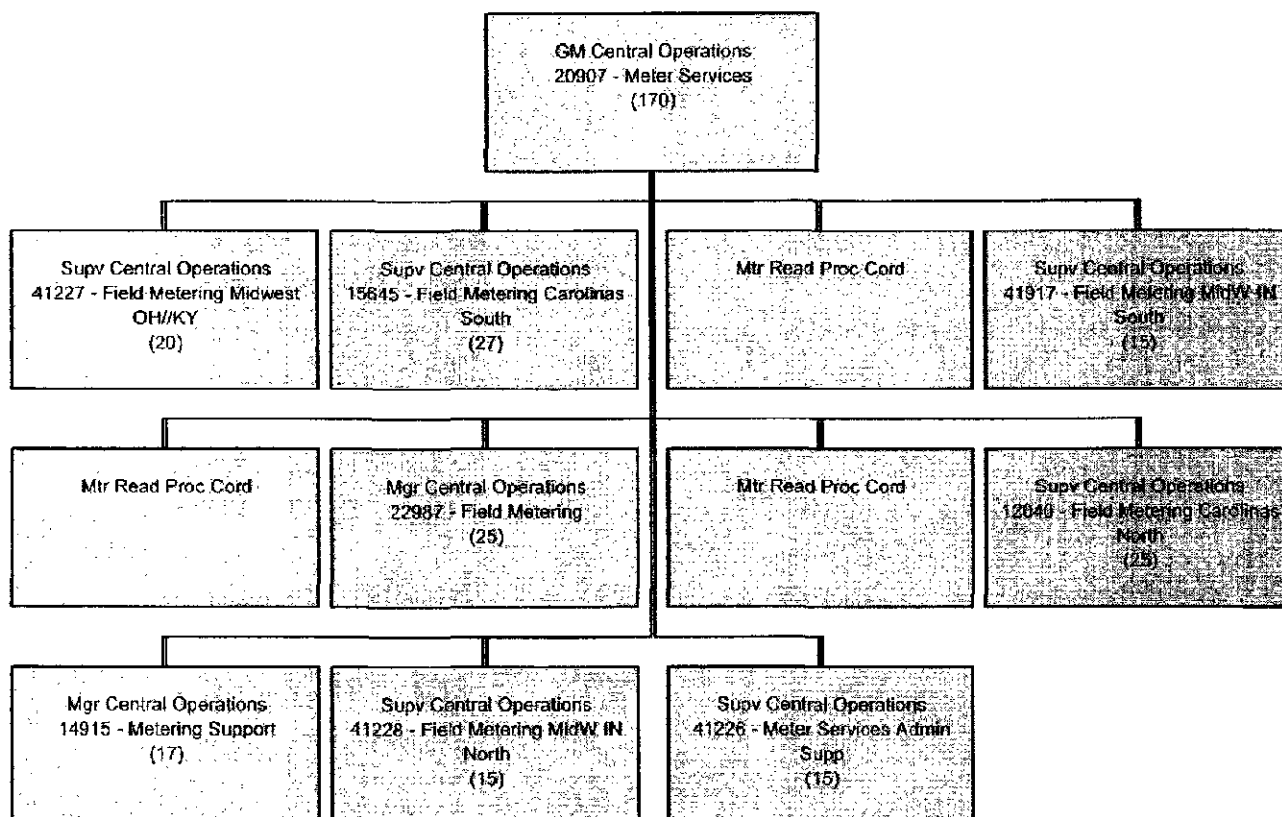 GM Central Operations
20907 - Meter Services
(170)
Supv Central Operations
41227 - Field Metering Midwest
OH//KY
(20)
Supv Central Operations
15645 - Field Metering Carolinas
South
(27)
Mtr Read Proc Cord
Supv Central Operations
41917 - Field Metering MidW IN
South
(15)
Mtr Read Proc Cord
Mgr Central Operations
22987 - Field Metering
(25)
Mtr Read Proc Cord
Supv Central Operations
12040 - Field Metering Carolinas
North
(25)
Mgr Central Operations
14915 - Metering Support
(17)
Supv Central Operations
41228 - Field Metering MidW IN
North
(15)
Supv Central Operations
41226 - Meter Services Admin
Supp
(15)